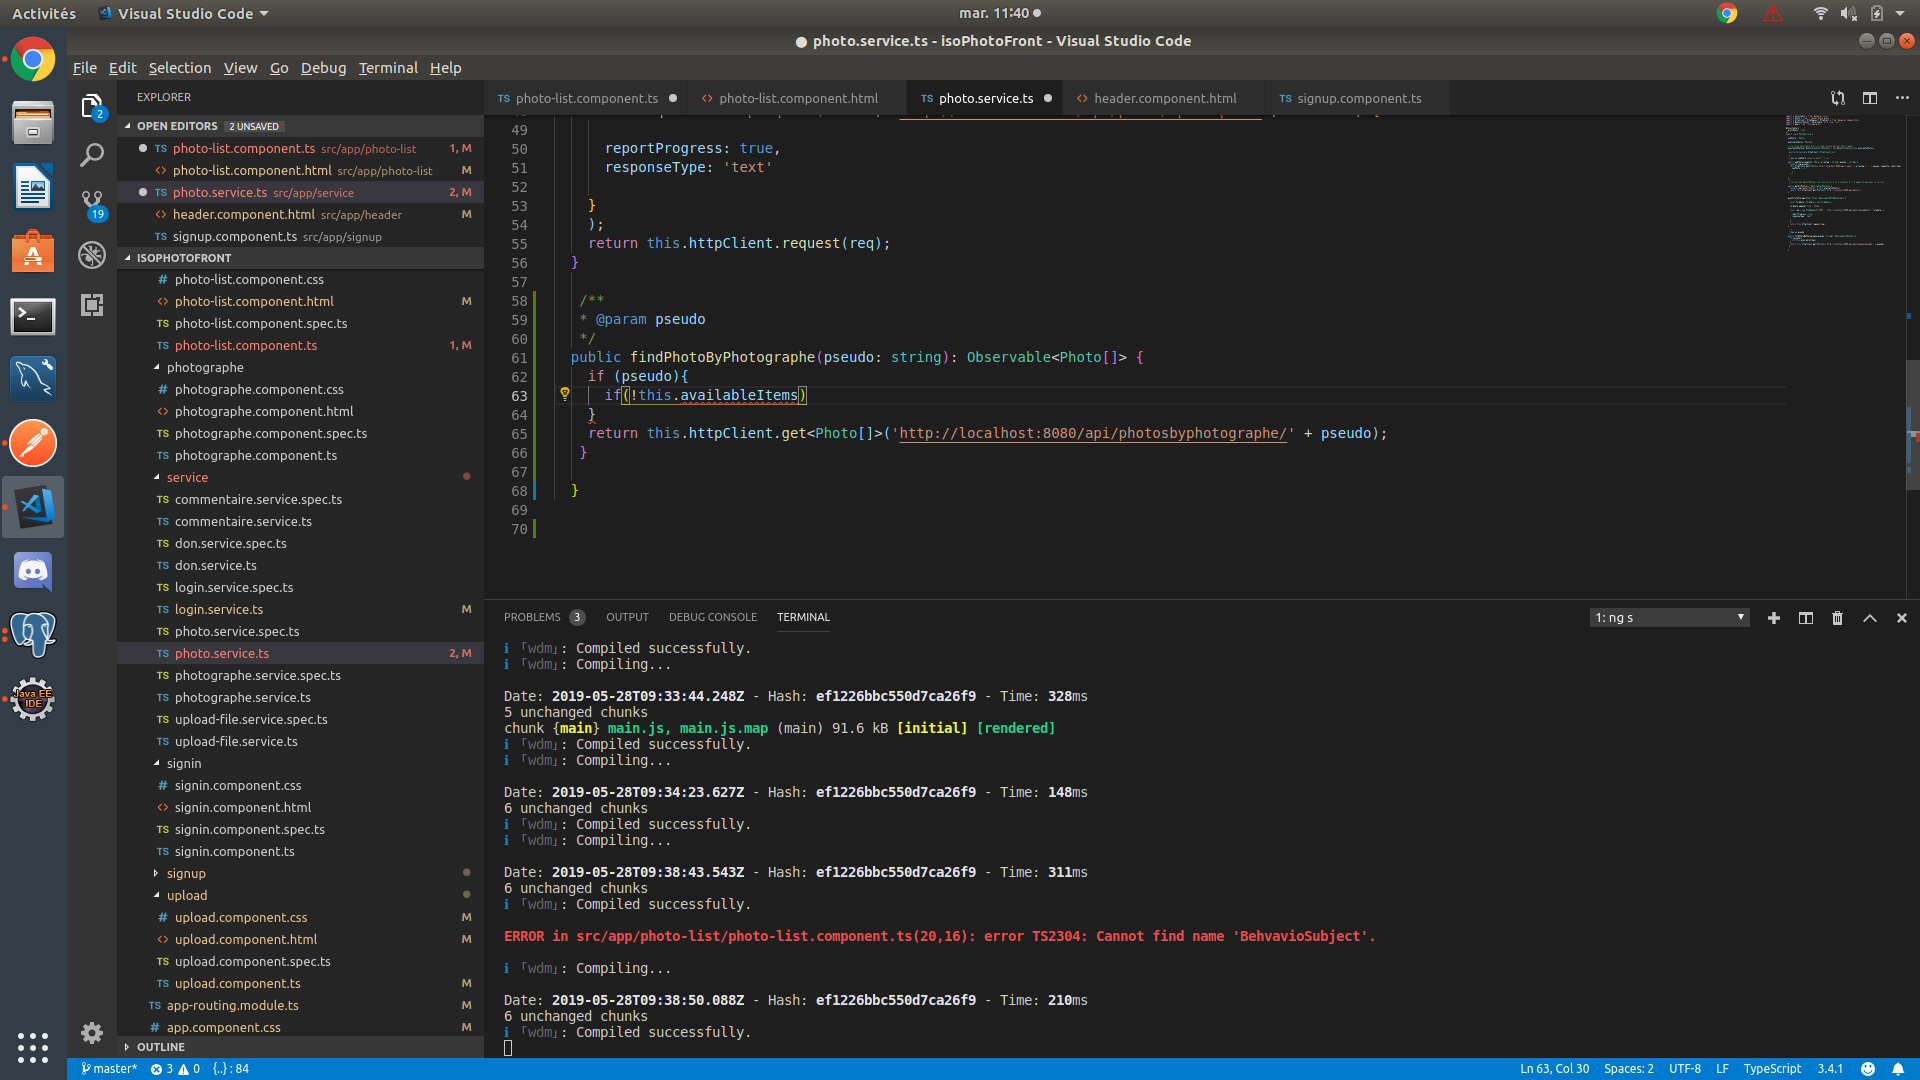 Activités
Visual Studio Code
mar. 11:40
● photo.service.ts - isoPhotoFront - Visual Studio Code
File Edit Selection View Go Debug Terminal Help
EXPLORER
OPEN EDITORS 2 UNSAVED
TS photo-list.component.ts src/app/photo-list 1, M
<> photo-list.component.html src/app/photo-list M
TS photo.service.ts src/app/service 2, M
<> header.component.html src/app/header M
TS signup.component.ts src/app/signup
ISOPHOTOFRONT
# photo-list.component.css
<> photo-list.component.html M
TS photo-list.component.spec.ts
TS photo-list.component.ts 1, M
photographe
# photographe.component.css
<> photographe.component.html
TS photographe.component.spec.ts
TS photographe.component.ts
service
TS commentaire.service.spec.ts
TS commentaire.service.ts
TS don.service.spec.ts
TS don.service.ts
TS login.service.spec.ts
TS login.service.ts M
TS photo.service.spec.ts
TS photo.service.ts 2, M
TS photographe.service.spec.ts
TS photographe.service.ts
TS upload-file.service.spec.ts
TS upload-file.service.ts
signin
# signin.component.css
<> signin.component.html
TS signin.component.spec.ts
TS signin.component.ts
signup
upload
# upload.component.css M
<> upload.component.html M
TS upload.component.spec.ts
TS upload.component.ts M
TS app-routing.module.ts M
# app.component.css M
OUTLINE
2
19
Java EE
IDE
TS photo-list.component.ts ●
<> photo-list.component.html
TS photo.service.ts ●
<> header.component.html
TS signup.component.ts
49
50 reportProgress: true,
51 responseType: 'text'
52
53 }
54 );
55 return this.httpClient.request(req);
56 }
57
58 /**
59 * @param pseudo
60 */
61 public findPhotoByPhotographe(pseudo: string): Observable<Photo[]> {
62 if (pseudo){
63 if(!this.availableItems)
64 }
65 return this.httpClient.get<Photo[]>('http://localhost:8080/api/photosbyphotographe/' + pseudo);
66 }
67
68 }
69
70
PROBLEMS 3 OUTPUT DEBUG CONSOLE TERMINAL
1: ng s
ℹ ｢wdm｣: Compiled successfully.
ℹ ｢wdm｣: Compiling...
Date: 2019-05-28T09:33:44.248Z - Hash: ef1226bbc550d7ca26f9 - Time: 328ms
5 unchanged chunks
chunk {main} main.js, main.js.map (main) 91.6 kB [initial] [rendered]
ℹ ｢wdm｣: Compiled successfully.
ℹ ｢wdm｣: Compiling...
Date: 2019-05-28T09:34:23.627Z - Hash: ef1226bbc550d7ca26f9 - Time: 148ms
6 unchanged chunks
ℹ ｢wdm｣: Compiled successfully.
ℹ ｢wdm｣: Compiling...
Date: 2019-05-28T09:38:43.543Z - Hash: ef1226bbc550d7ca26f9 - Time: 311ms
6 unchanged chunks
ℹ ｢wdm｣: Compiled successfully.
ERROR in src/app/photo-list/photo-list.component.ts(20,16): error TS2304: Cannot find name 'BehvavioSubject'.
ℹ ｢wdm｣: Compiling...
Date: 2019-05-28T09:38:50.088Z - Hash: ef1226bbc550d7ca26f9 - Time: 210ms
6 unchanged chunks
ℹ ｢wdm｣: Compiled successfully.
master* 3 0 {..} : 84
Ln 63, Col 30 Spaces: 2 UTF-8 LF TypeScript 3.4.1